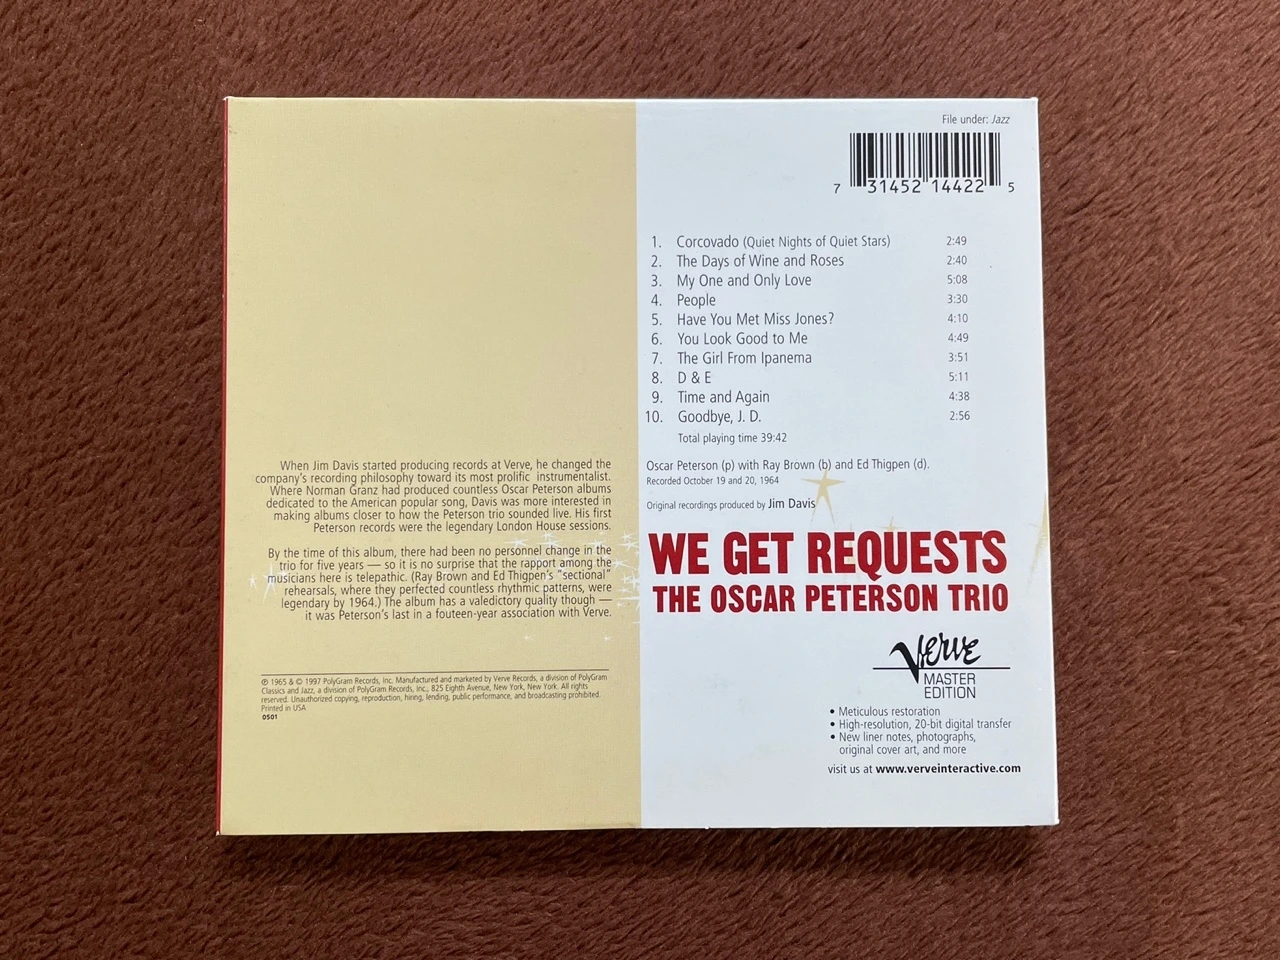 File under: Jazz
7 31452 14422 5
1. Corcovado (Quiet Nights of Quiet Stars) 2:49
2. The Days of Wine and Roses 2:40
3. My One and Only Love 5:08
4. People 3:30
5. Have You Met Miss Jones? 4:10
6. You Look Good to Me 4:49
7. The Girl From Ipanema 3:51
8. D & E 5:11
9. Time and Again 4:38
10. Goodbye, J. D. 2:56
Total playing time 39:42
Oscar Peterson (p) with Ray Brown (b) and Ed Thigpen (d).
Recorded October 19 and 20, 1964
Original recordings produced by Jim Davis
WE GET REQUESTS
THE OSCAR PETERSON TRIO
Verve
MASTER
EDITION
• Meticulous restoration
• High-resolution, 20-bit digital transfer
• New liner notes, photographs,
original cover art, and more
visit us at www.verveinteractive.com
When Jim Davis started producing records at Verve, he changed the
company's recording philosophy toward its most prolific instrumentalist.
Where Norman Granz had produced countless Oscar Peterson albums
dedicated to the American popular song, Davis was more interested in
making albums closer to how the Peterson trio sounded live. His first
Peterson records were the legendary London House sessions.
By the time of this album, there had been no personnel change in the
trio for five years — so it is no surprise that the rapport among the
musicians here is telepathic. (Ray Brown and Ed Thigpen's "sectional"
rehearsals, where they perfected countless rhythmic patterns, were
legendary by 1964.) The album has a valedictory quality though —
it was Peterson's last in a fouteen-year association with Verve.
℗ 1965 & © 1997 PolyGram Records, Inc. Manufactured and marketed by Verve Records, a division of PolyGram
Classics and Jazz, a division of PolyGram Records, Inc., 825 Eighth Avenue, New York, New York. All rights
reserved. Unauthorized copying, reproduction, hiring, lending, public performance, and broadcasting prohibited.
Printed in USA
0501